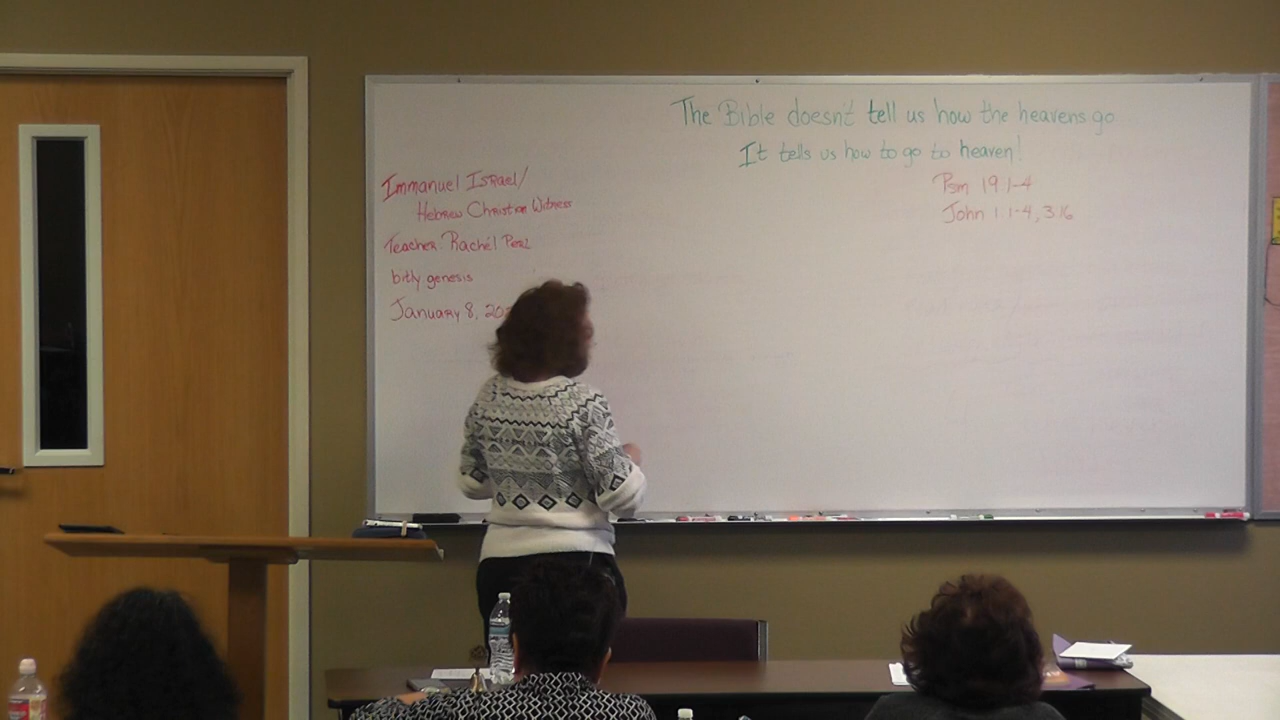 The Bible doesn't tell us how the heavens go.
It tells us how to go to heaven!
Psm 19:1-4
John 1:1-4, 3:16
Immanuel Israel/
Hebrew Christian Witness
Teacher: Rachél Perl
bitly.genesis
January 8, 20